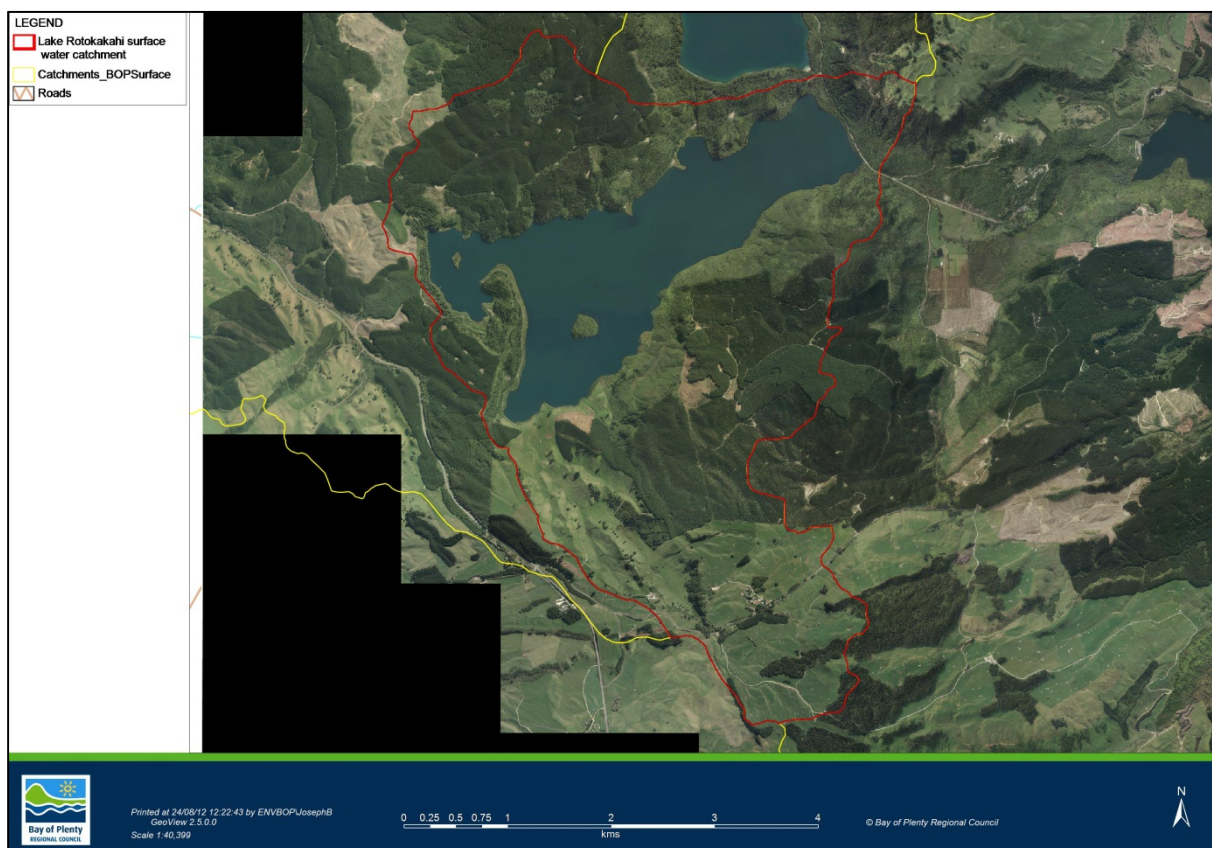 LEGEND
Lake Rotokakahi surface
water catchment
Catchments_BOPSurface
Roads
Bay of Plenty
REGIONAL COUNCIL
Printed at 24/08/12 12:22:43 by ENVBOP\JosephB
GeoView 2.5.0.0
Scale 1:40,399
0 0.25 0.5 0.75 1 2 3 4
kms
© Bay of Plenty Regional Council
N